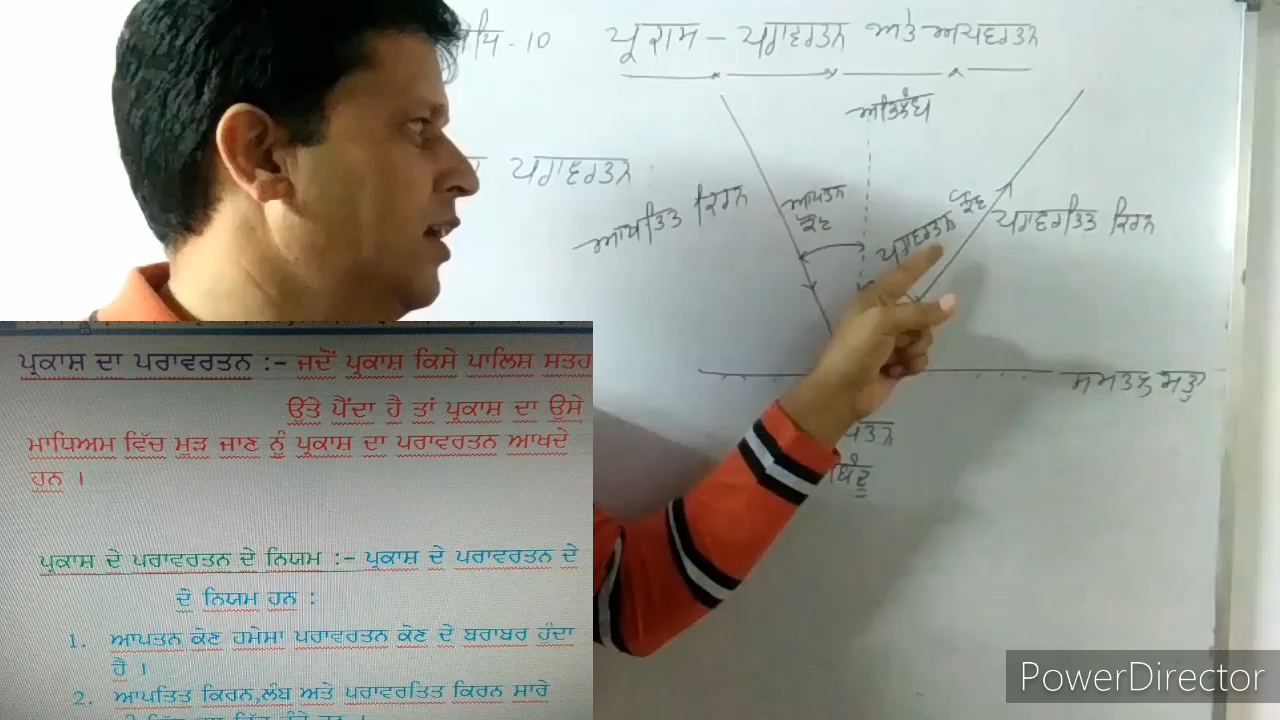 ਪ੍ਰਕਾਸ਼ - ਪਰਾਵਰਤਨ ਅਤੇ ਅਪਵਰਤਨ
ਪਰਾਵਰਤਨ
ਅਭਿਲੰਬ
ਆਪਤਿਤ ਕਿਰਨ
ਆਪਤਨ
ਕੋਣ
ਪਰਾਵਰਤਨ ਕੋਣ
ਪਰਾਵਰਤਿਤ ਕਿਰਨ
ਸਮਤਲ ਸਤ੍ਹਾ
ਬਿੰਦੂ
ਪ੍ਰਕਾਸ਼ ਦਾ ਪਰਾਵਰਤਨ :- ਜਦੋਂ ਪ੍ਰਕਾਸ਼ ਕਿਸੇ ਪਾਲਿਸ਼ ਸਤਹ
ਉੱਤੇ ਪੈਂਦਾ ਹੈ ਤਾਂ ਪ੍ਰਕਾਸ਼ ਦਾ ਉਸੇ
ਮਾਧਿਅਮ ਵਿੱਚ ਮੁੜ ਜਾਣ ਨੂੰ ਪ੍ਰਕਾਸ਼ ਦਾ ਪਰਾਵਰਤਨ ਆਖਦੇ
ਹਨ ।
ਪ੍ਰਕਾਸ਼ ਦੇ ਪਰਾਵਰਤਨ ਦੇ ਨਿਯਮ :- ਪ੍ਰਕਾਸ਼ ਦੇ ਪਰਾਵਰਤਨ ਦੇ
ਦੋ ਨਿਯਮ ਹਨ :
1. ਆਪਤਨ ਕੋਣ ਹਮੇਸਾ ਪਰਾਵਰਤਨ ਕੋਣ ਦੇ ਬਰਾਬਰ ਹੁੰਦਾ
ਹੈ ।
2. ਆਪਤਿਤ ਕਿਰਨ,ਲੰਬ ਅਤੇ ਪਰਾਵਰਤਿਤ ਕਿਰਨ ਸਾਰੇ
PowerDirector